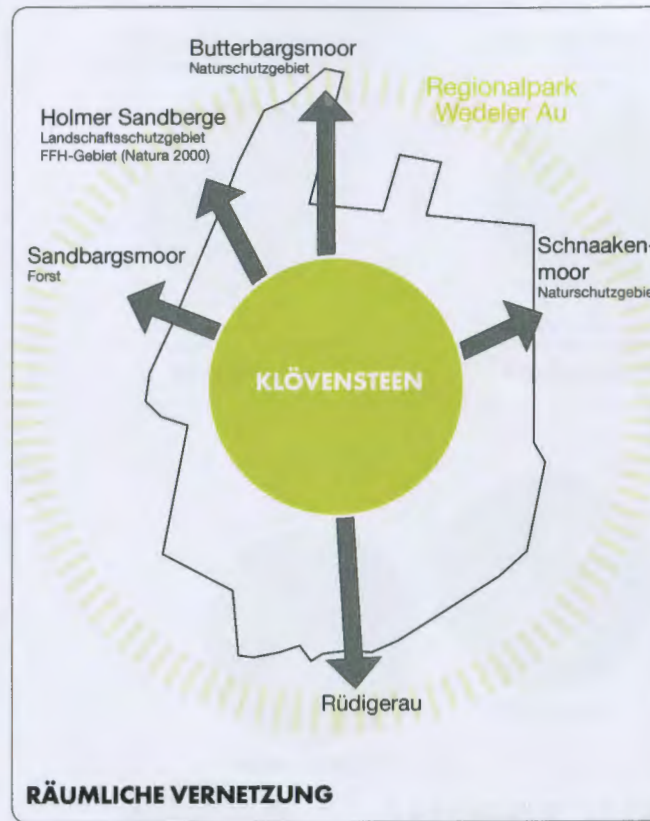 Butterbargsmoor
Naturschutzgebiet
Regionalpark
Wedeler Au
Holmer Sandberge
Landschaftsschutzgebiet
FFH-Gebiet (Natura 2000)
Sandbargsmoor
Forst
Schnaaken-
moor
Naturschutzgebie
KLÖVENSTEEN
Rüdigerau
RÄUMLICHE VERNETZUNG